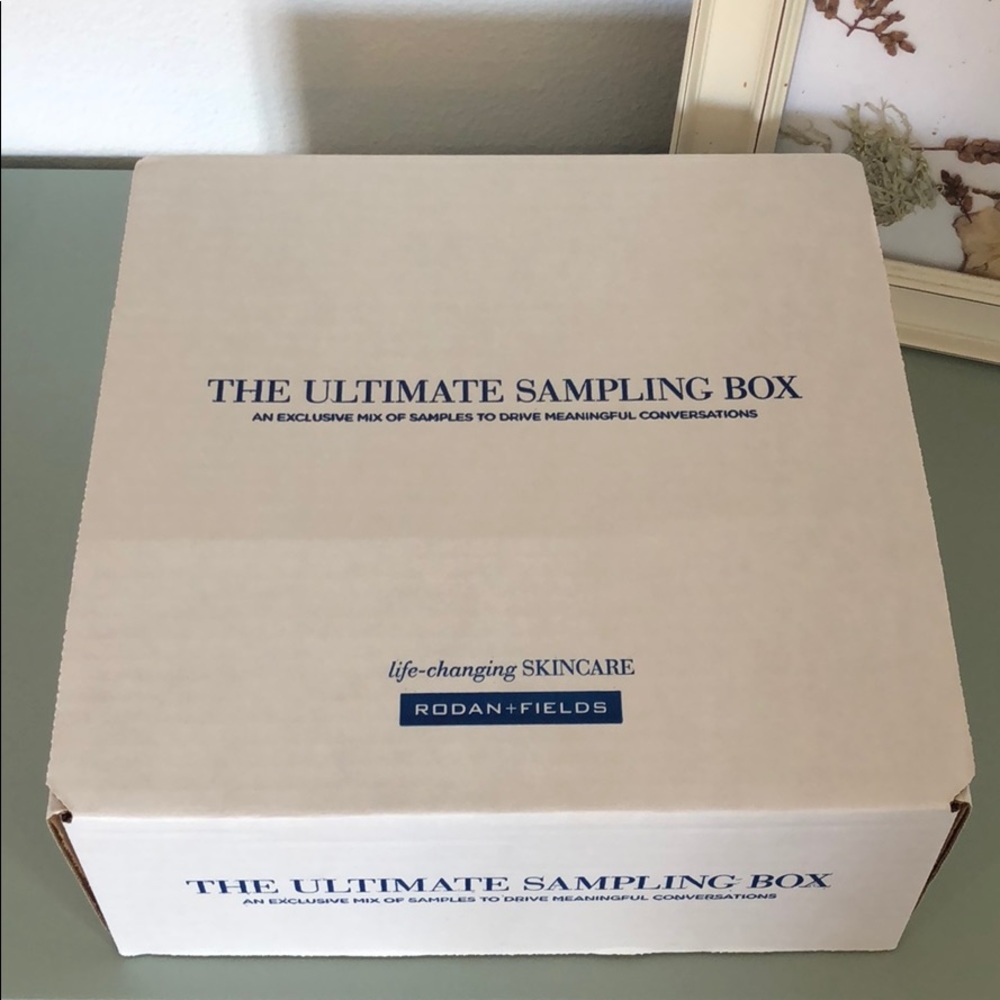 THE ULTIMATE SAMPLING BOX
AN EXCLUSIVE MIX OF SAMPLES TO DRIVE MEANINGFUL CONVERSATIONS
life-changing SKINCARE
RODAN+FIELDS
THE ULTIMATE SAMPLING BOX
AN EXCLUSIVE MIX OF SAMPLES TO DRIVE MEANINGFUL CONVERSATIONS